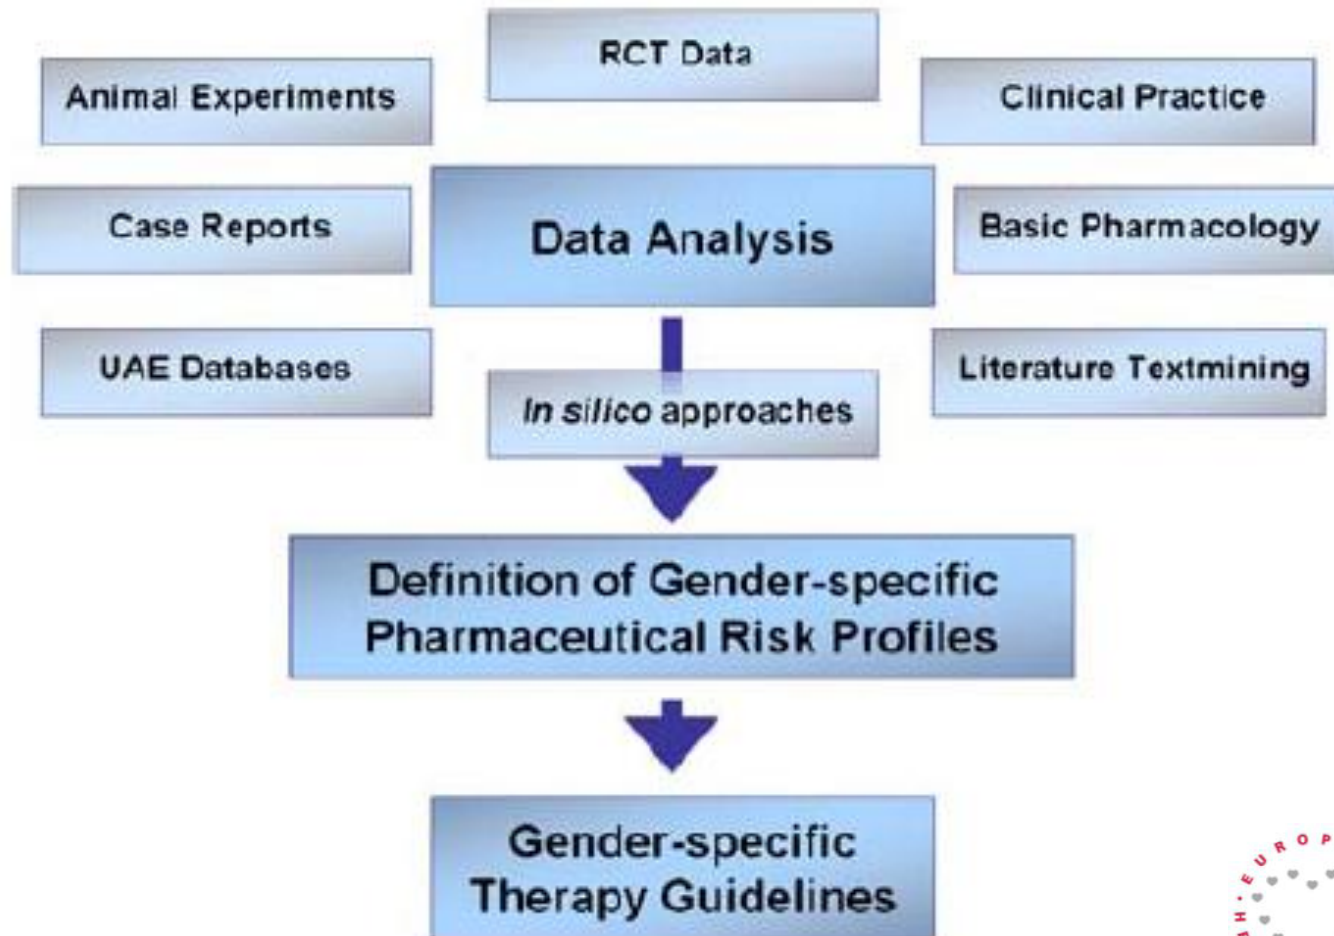 RCT Data
Animal Experiments
Clinical Practice
Case Reports
Data Analysis
Basic Pharmacology
UAE Databases
In silico approaches
Literature Textmining
Definition of Gender-specific
Pharmaceutical Risk Profiles
Gender-specific
Therapy Guidelines
H · EUROP